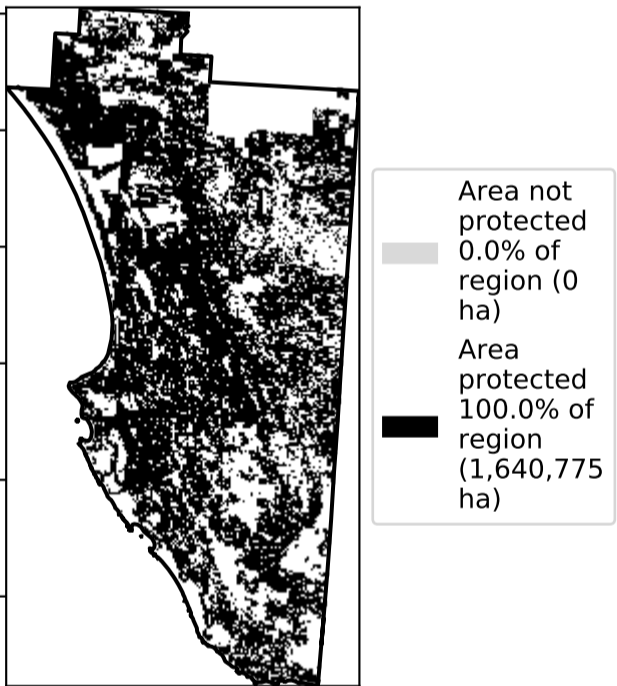 Area not
protected
0.0% of
region (0
ha)
Area
protected
100.0% of
region
(1,640,775
ha)